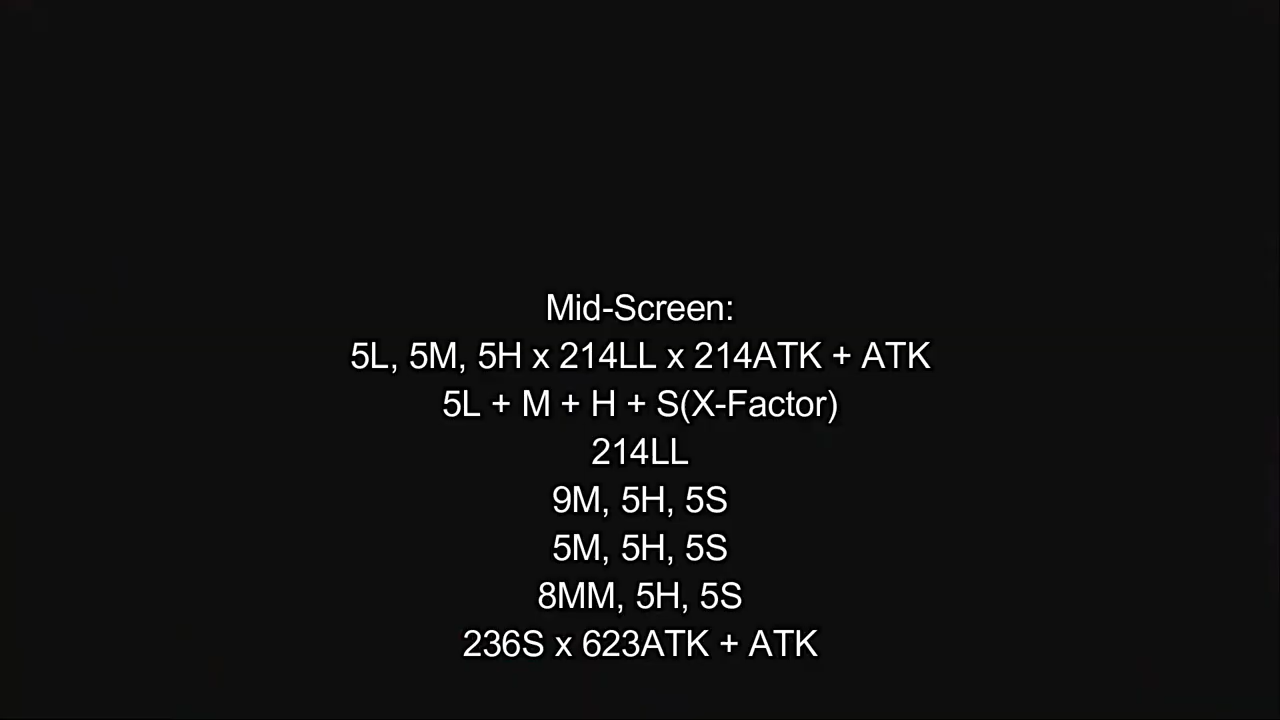 Mid-Screen:
5L, 5M, 5H x 214LL x 214ATK + ATK
5L + M + H + S(X-Factor)
214LL
9M, 5H, 5S
5M, 5H, 5S
8MM, 5H, 5S
236S x 623ATK + ATK